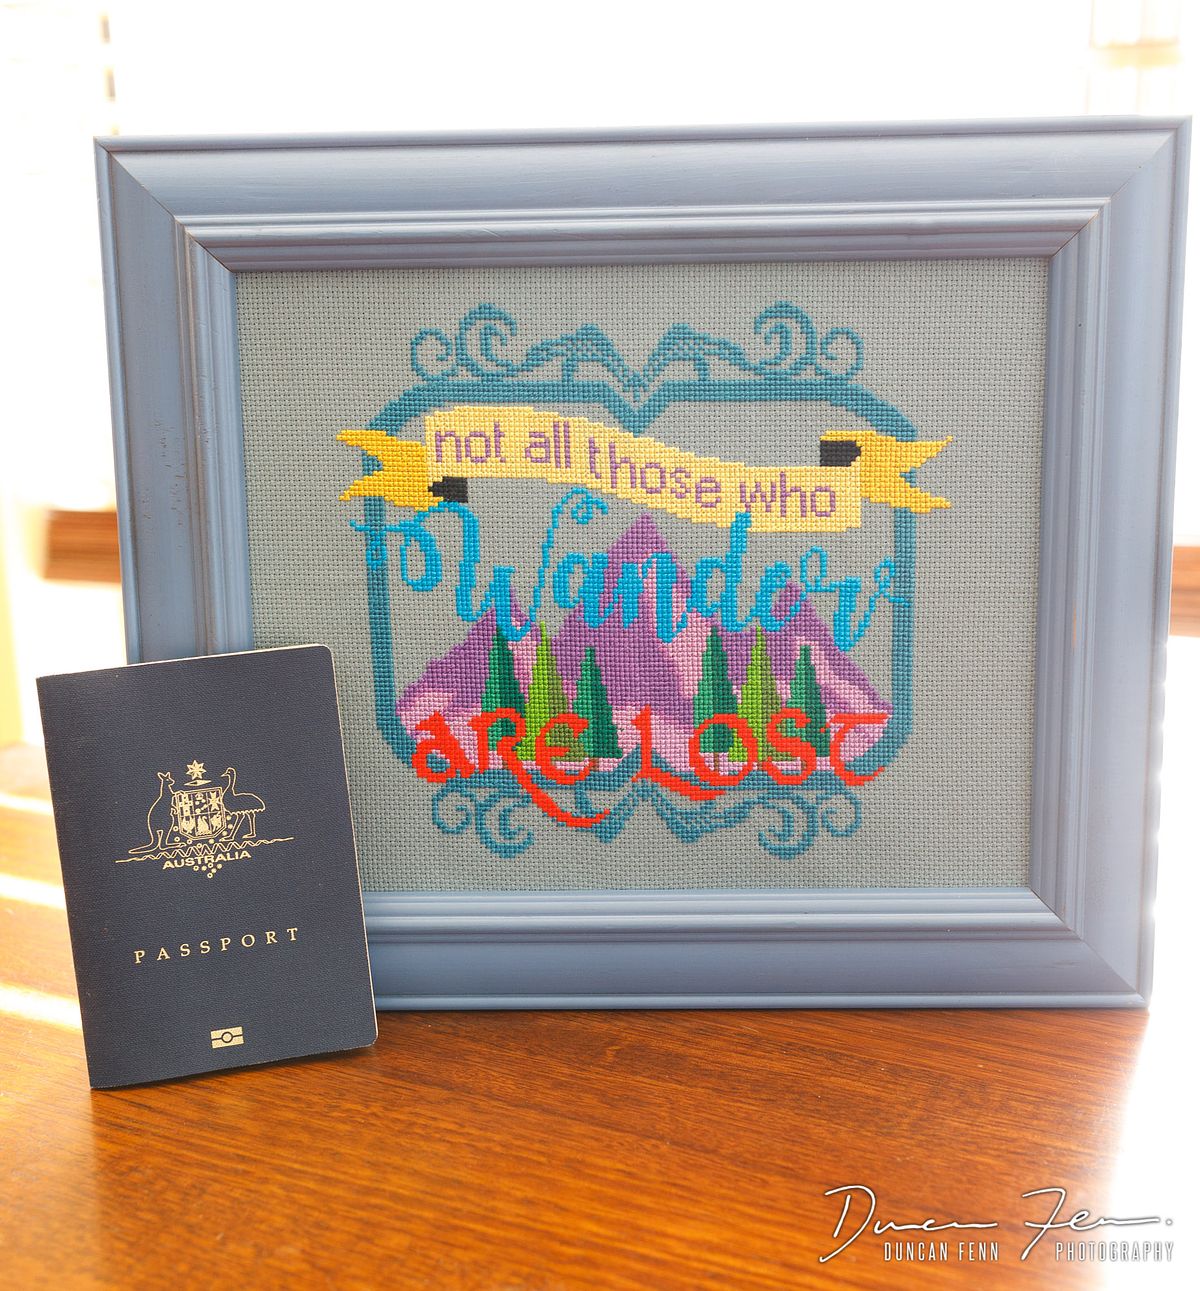 not all those who
Wander
are lost
AUSTRALIA
PASSPORT
Duncan Fenn.
DUNCAN FENN PHOTOGRAPHY